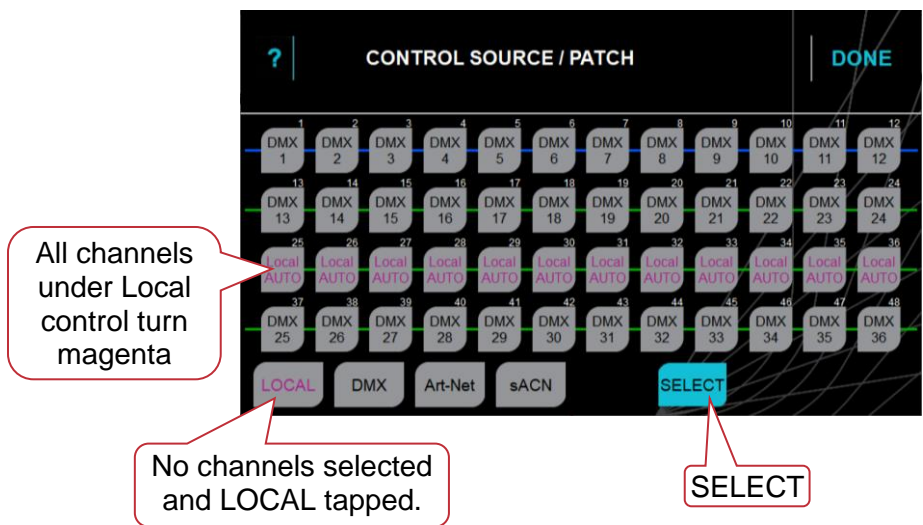 ? CONTROL SOURCE / PATCH DONE
1 2 3 4 5 6 7 8 9 10 11 12
DMX DMX DMX DMX DMX DMX DMX DMX DMX DMX DMX DMX
1 2 3 4 5 6 7 8 9 10 11 12
13 14 15 16 17 18 19 20 21 22 23 24
DMX DMX DMX DMX DMX DMX DMX DMX DMX DMX DMX DMX
13 14 15 16 17 18 19 20 21 22 23 24
All channels
under Local
control turn
magenta
25 26 27 28 29 30 31 32 33 34 35 36
Local Local Local Local Local Local Local Local Local Local Local Local
AUTO AUTO AUTO AUTO AUTO AUTO AUTO AUTO AUTO AUTO AUTO AUTO
37 38 39 40 41 42 43 44 45 46 47 48
DMX DMX DMX DMX DMX DMX DMX DMX DMX DMX DMX DMX
25 26 27 28 29 30 31 32 33 34 35 36
LOCAL DMX Art-Net sACN SELECT
No channels selected
and LOCAL tapped.
SELECT